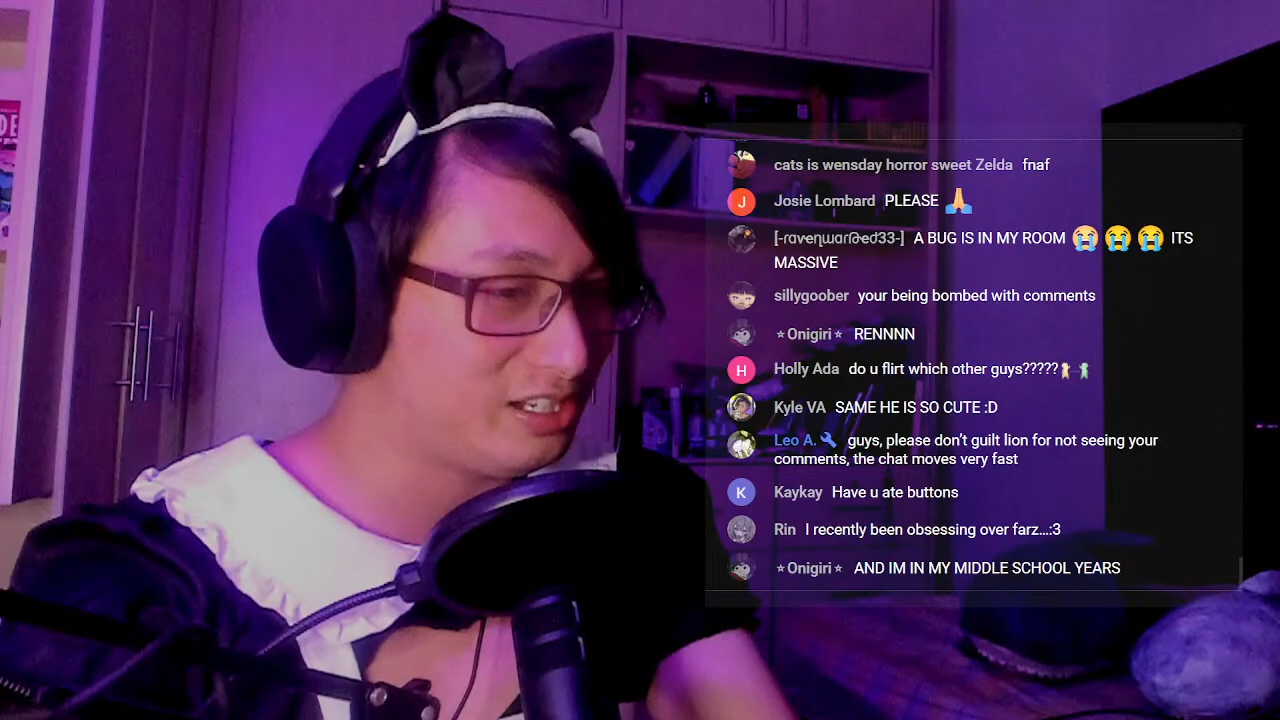 DE
cats is wensday horror sweet Zelda fnaf
Josie Lombard PLEASE 🙏
A BUG IS IN MY ROOM 😭 😭 😭 ITS
MASSIVE
sillygoober your being bombed with comments
⭐Onigiri⭐ RENNNN
H Holly Ada do u flirt which other guys?????
Kyle VA SAME HE IS SO CUTE :D
Leo A.🔧 guys, please don't guilt lion for not seeing your
comments, the chat moves very fast
K Kaykay Have u ate buttons
Rin I recently been obsessing over farz...:3
⭐Onigiri⭐ AND IM IN MY MIDDLE SCHOOL YEARS